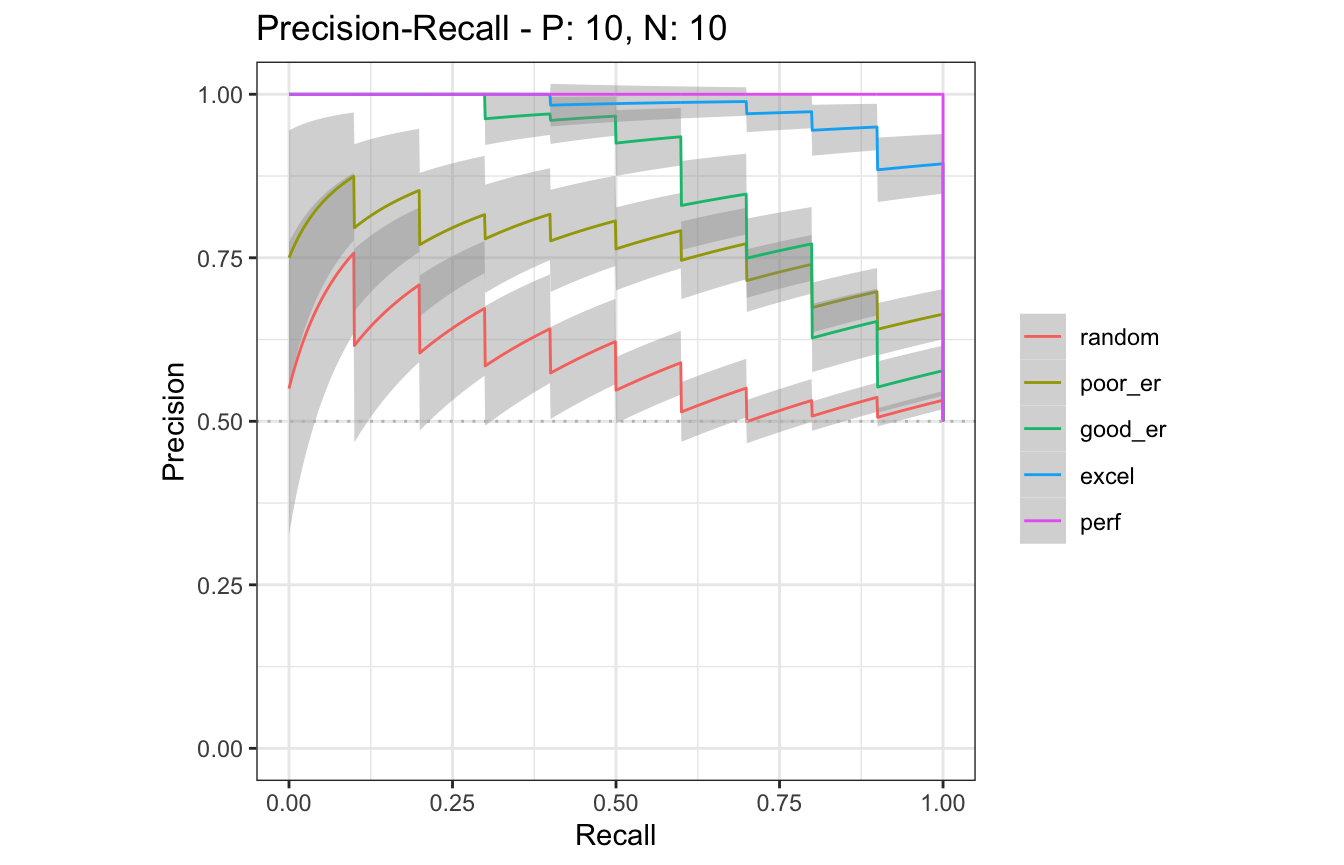 Precision-Recall - P: 10, N: 10
Precision
1.00
0.75
0.50
0.25
0.00
0.00 0.25 0.50 0.75 1.00
Recall
random
poor_er
good_er
excel
perf